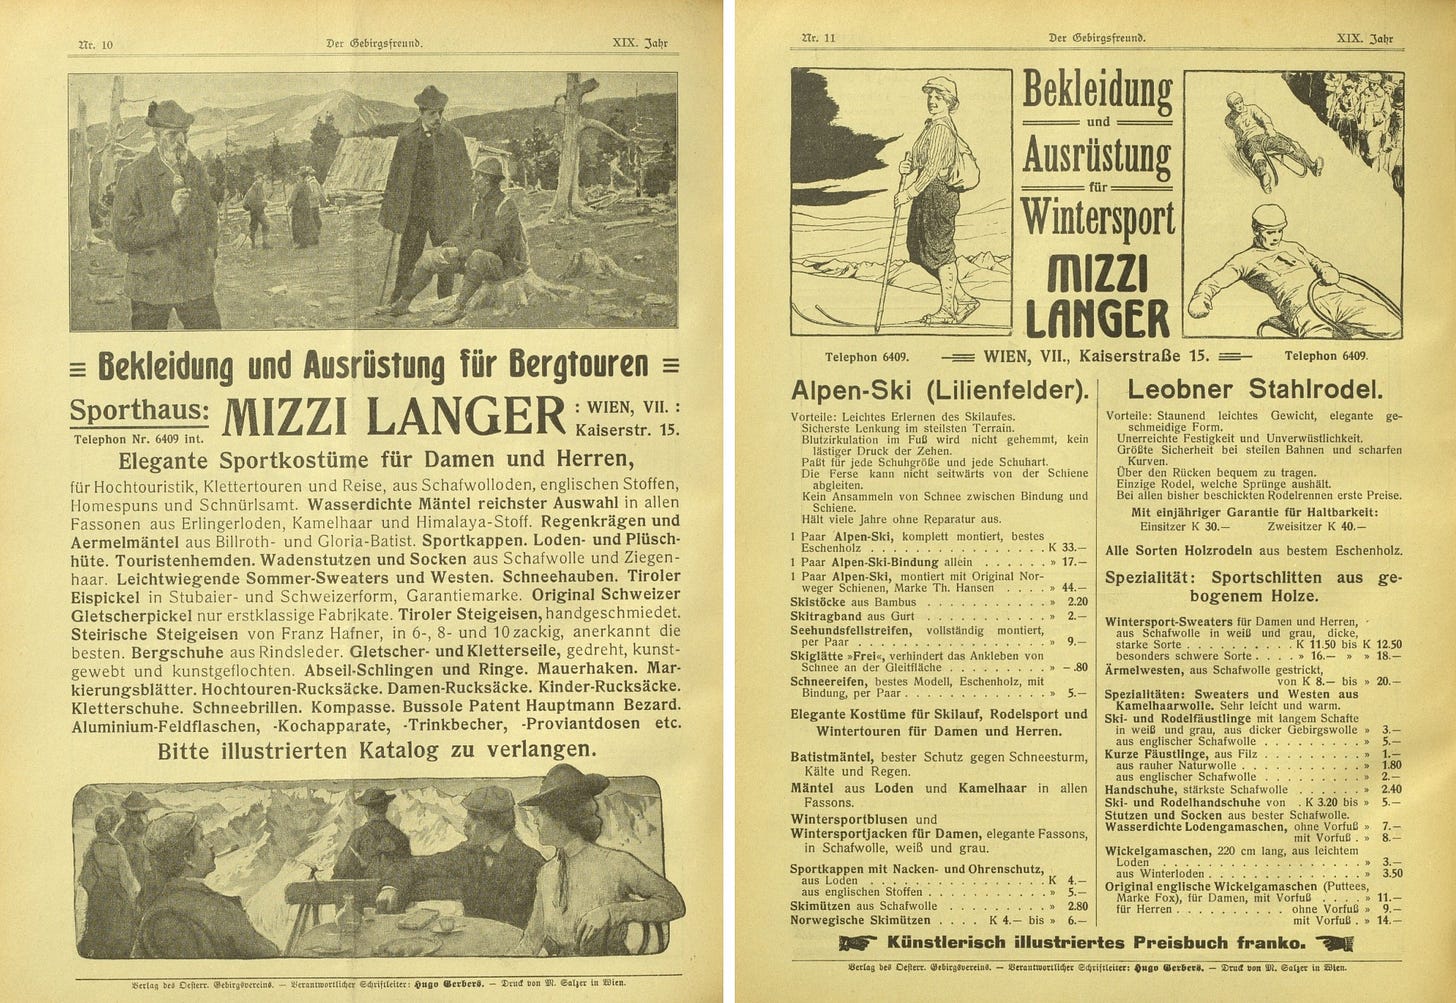 Nr. 10 Der Gebirgsfreund. XIX. Jahr
≡ Bekleidung und Ausrüstung für Bergtouren ≡
Sporthaus: MIZZI LANGER : WIEN, VII. :
Telephon Nr. 6409 int. Kaiserstr. 15.
Elegante Sportkostüme für Damen und Herren,
für Hochtouristik, Klettertouren und Reise, aus Schafwolloden, englischen Stoffen,
Homespuns und Schnürlsamt. Wasserdichte Mäntel reichster Auswahl in allen
Fassonen aus Erlingerloden, Kamelhaar und Himalaya-Stoff. Regenkrägen und
Aermelmäntel aus Billroth- und Gloria-Batist. Sportkappen. Loden- und Plüsch-
hüte. Touristenhemden. Wadenstutzen und Socken aus Schafwolle und Ziegen-
haar. Leichtwiegende Sommer-Sweaters und Westen. Schneehauben. Tiroler
Eispickel in Stubaier- und Schweizerform, Garantiemarke. Original Schweizer
Gletscherpickel nur erstklassige Fabrikate. Tiroler Steigeisen, handgeschmiedet.
Steirische Steigeisen von Franz Hafner, in 6-, 8- und 10 zackig, anerkannt die
besten. Bergschuhe aus Rindsleder. Gletscher- und Kletterseile, gedreht, kunst-
gewebt und kunstgeflochten. Abseil-Schlingen und Ringe. Mauerhaken. Mar-
kierungsblätter. Hochtouren-Rucksäcke. Damen-Rucksäcke. Kinder-Rucksäcke.
Kletterschuhe. Schneebrillen. Kompasse. Bussole Patent Hauptmann Bezard.
Aluminium-Feldflaschen, -Kochapparate, -Trinkbecher, -Proviantdosen etc.
Bitte illustrierten Katalog zu verlangen.
Verlag des Oesterr. Gebirgsvereins. — Verantwortlicher Schriftleiter: Hugo Gerbers. — Druck von M. Salzer in Wien.
Nr. 11 Der Gebirgsfreund. XIX. Jahr
Bekleidung
und
Ausrüstung
für
Wintersport
MIZZI
LANGER
Telephon 6409. WIEN, VII., Kaiserstraße 15. Telephon 6409.
Alpen-Ski (Lilienfelder).
Vorteile: Leichtes Erlernen des Skilaufes.
Sicherste Lenkung im steilsten Terrain.
Blutzirkulation im Fuß wird nicht gehemmt, kein
lästiger Druck der Zehen.
Paßt für jede Schuhgröße und jede Schuhart.
Die Ferse kann nicht seitwärts von der Schiene
abgleiten.
Kein Ansammeln von Schnee zwischen Bindung und
Schiene.
Hält viele Jahre ohne Reparatur aus.
1 Paar Alpen-Ski, komplett montiert, bestes
Eschenholz . . . . . . . . . . . . . . . . K 33.—
1 Paar Alpen-Ski-Bindung allein . . . . . . » 17.—
1 Paar Alpen-Ski, montiert mit Original Nor-
weger Schienen, Marke Th. Hansen . . . . » 44.—
Skistöcke aus Bambus . . . . . . . . . . . » 2.20
Skitragband aus Gurt . . . . . . . . . . . » 2.—
Seehundsfellstreifen, vollständig montiert,
per Paar . . . . . . . . . . . . . . . . » 9.—
Skiglätte »Frei«, verhindert das Ankleben von
Schnee an der Gleitfläche . . . . . . . . » —.80
Schneereifen, bestes Modell, Eschenholz, mit
Bindung, per Paar . . . . . . . . . . . . » 5.—
Elegante Kostüme für Skilauf, Rodelsport und
Wintertouren für Damen und Herren.
Batistmäntel, bester Schutz gegen Schneesturm,
Kälte und Regen.
Mäntel aus Loden und Kamelhaar in allen
Fassons.
Wintersportblusen und
Wintersportjacken für Damen, elegante Fassons,
in Schafwolle, weiß und grau.
Sportkappen mit Nacken- und Ohrenschutz,
aus Loden . . . . . . . . . . . . . . . . K 4.—
aus englischen Stoffen . . . . . . . . . . » 5.—
Skimützen aus Schafwolle . . . . . . . . . » 2.80
Norwegische Skimützen . . . . K 4.— bis » 6.—
Leobner Stahlrodel.
Vorteile: Staunend leichtes Gewicht, elegante ge-
schmeidige Form.
Unerreichte Festigkeit und Unverwüstlichkeit.
Größte Sicherheit bei steilen Bahnen und scharfen
Kurven.
Über den Rücken bequem zu tragen.
Einzige Rodel, welche Sprünge aushält.
Bei allen bisher beschickten Rodelrennen erste Preise.
Mit einjähriger Garantie für Haltbarkeit:
Einsitzer K 30.— Zweisitzer K 40.—
Alle Sorten Holzrodeln aus bestem Eschenholz.
Spezialität: Sportschlitten aus ge-
bogenem Holze.
Wintersport-Sweaters für Damen und Herren,
aus Schafwolle in weiß und grau, dicke,
starke Sorte . . . . . . . . . . K 11.50 bis K 12.50
besonders schwere Sorte . . . . » 16.— » » 18.—
Ärmelwesten, aus Schafwolle gestrickt,
von K 8.— bis » 20.—
Spezialitäten: Sweaters und Westen aus
Kamelhaarwolle. Sehr leicht und warm.
Ski- und Rodelfäustlinge mit langem Schafte
in weiß und grau, aus dicker Gebirgswolle » 3.—
aus englischer Schafwolle . . . . . . . . . » 5.—
Kurze Fäustlinge, aus Filz . . . . . . . . . » 1.—
aus rauher Naturwolle . . . . . . . . . . . » 1.80
aus englischer Schafwolle . . . . . . . . . » 2.—
Handschuhe, stärkste Schafwolle . . . . . . » 2.40
Ski- und Rodelhandschuhe von . K 3.20 bis » 5.—
Stutzen und Socken aus bester Schafwolle.
Wasserdichte Lodengamaschen, ohne Vorfuß » 7.—
mit Vorfuß . » 8.—
Wickelgamaschen, 220 cm lang, aus leichtem
Loden . . . . . . . . . . . . . . . . . . » 3.—
aus Winterloden . . . . . . . . . . . . . . » 3.50
Original englische Wickelgamaschen (Puttees,
Marke Fox), für Damen, mit Vorfuß . . . . » 11.—
für Herren . . . . . . . . . ohne Vorfuß » 9.—
mit Vorfuß . » 14.—
Künstlerisch illustriertes Preisbuch franko.
Verlag des Oesterr. Gebirgsvereins. — Verantwortlicher Schriftleiter: Hugo Gerbers. — Druck von M. Salzer in Wien.